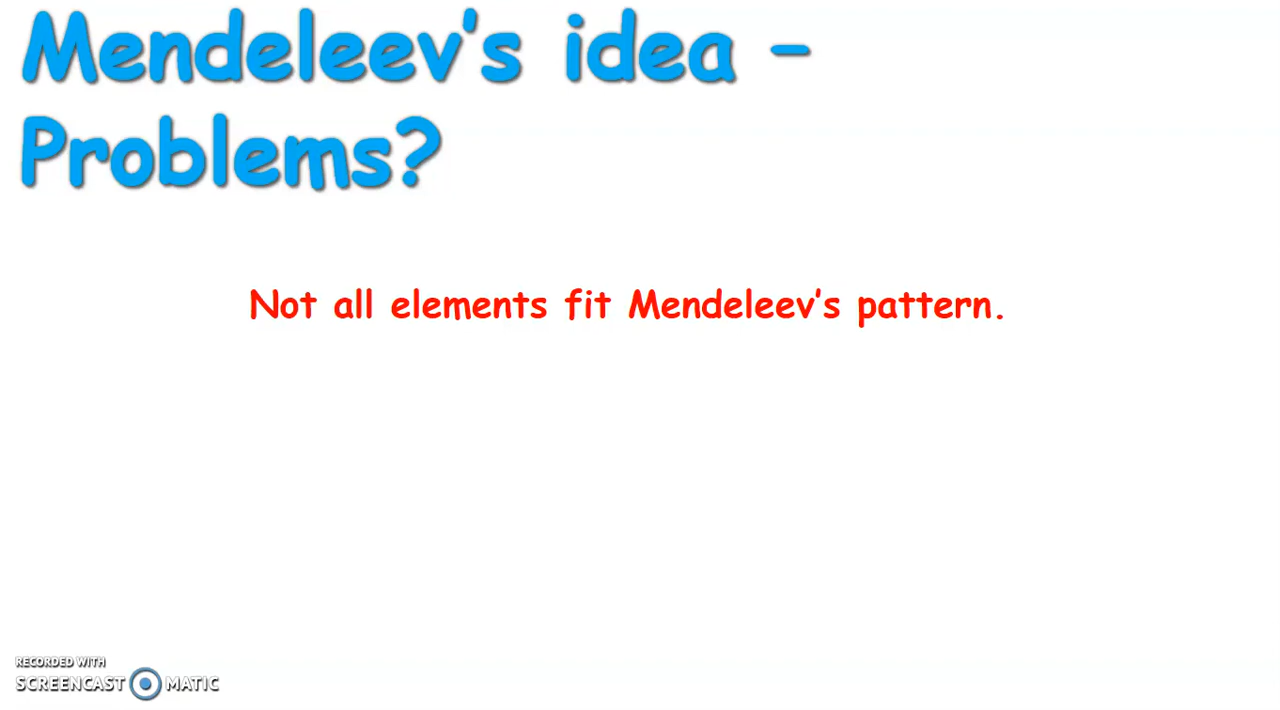 Mendeleev’s idea –
Problems?
Not all elements fit Mendeleev’s pattern.
RECORDED WITH
SCREENCAST MATIC